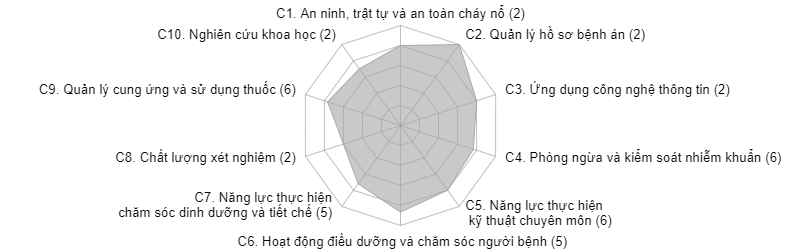 C1. An ninh, trật tự và an toàn cháy nổ (2)
C2. Quản lý hồ sơ bệnh án (2)
C3. Ứng dụng công nghệ thông tin (2)
C4. Phòng ngừa và kiểm soát nhiễm khuẩn (6)
C5. Năng lực thực hiện
kỹ thuật chuyên môn (6)
C6. Hoạt động điều dưỡng và chăm sóc người bệnh (5)
C7. Năng lực thực hiện
chăm sóc dinh dưỡng và tiết chế (5)
C8. Chất lượng xét nghiệm (2)
C9. Quản lý cung ứng và sử dụng thuốc (6)
C10. Nghiên cứu khoa học (2)